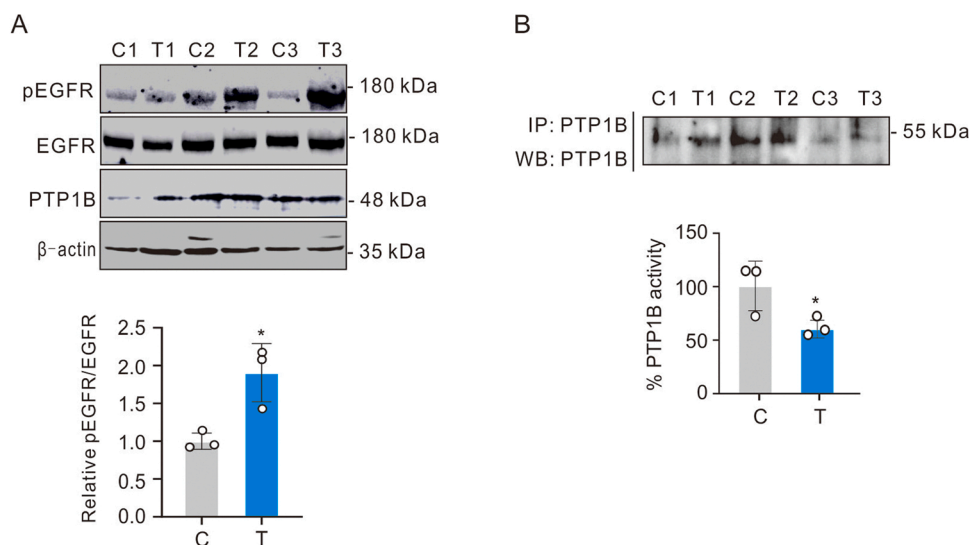 A
C1 T1 C2 T2 C3 T3
pEGFR
180 kDa
EGFR
180 kDa
PTP1B
48 kDa
β-actin
35 kDa
Relative pEGFR/EGFR
2.5
2.0
1.5
1.0
0.5
0.0
*
C T
B
C1 T1 C2 T2 C3 T3
IP: PTP1B
WB: PTP1B
55 kDa
% PTP1B activity
150
100
50
0
*
C T